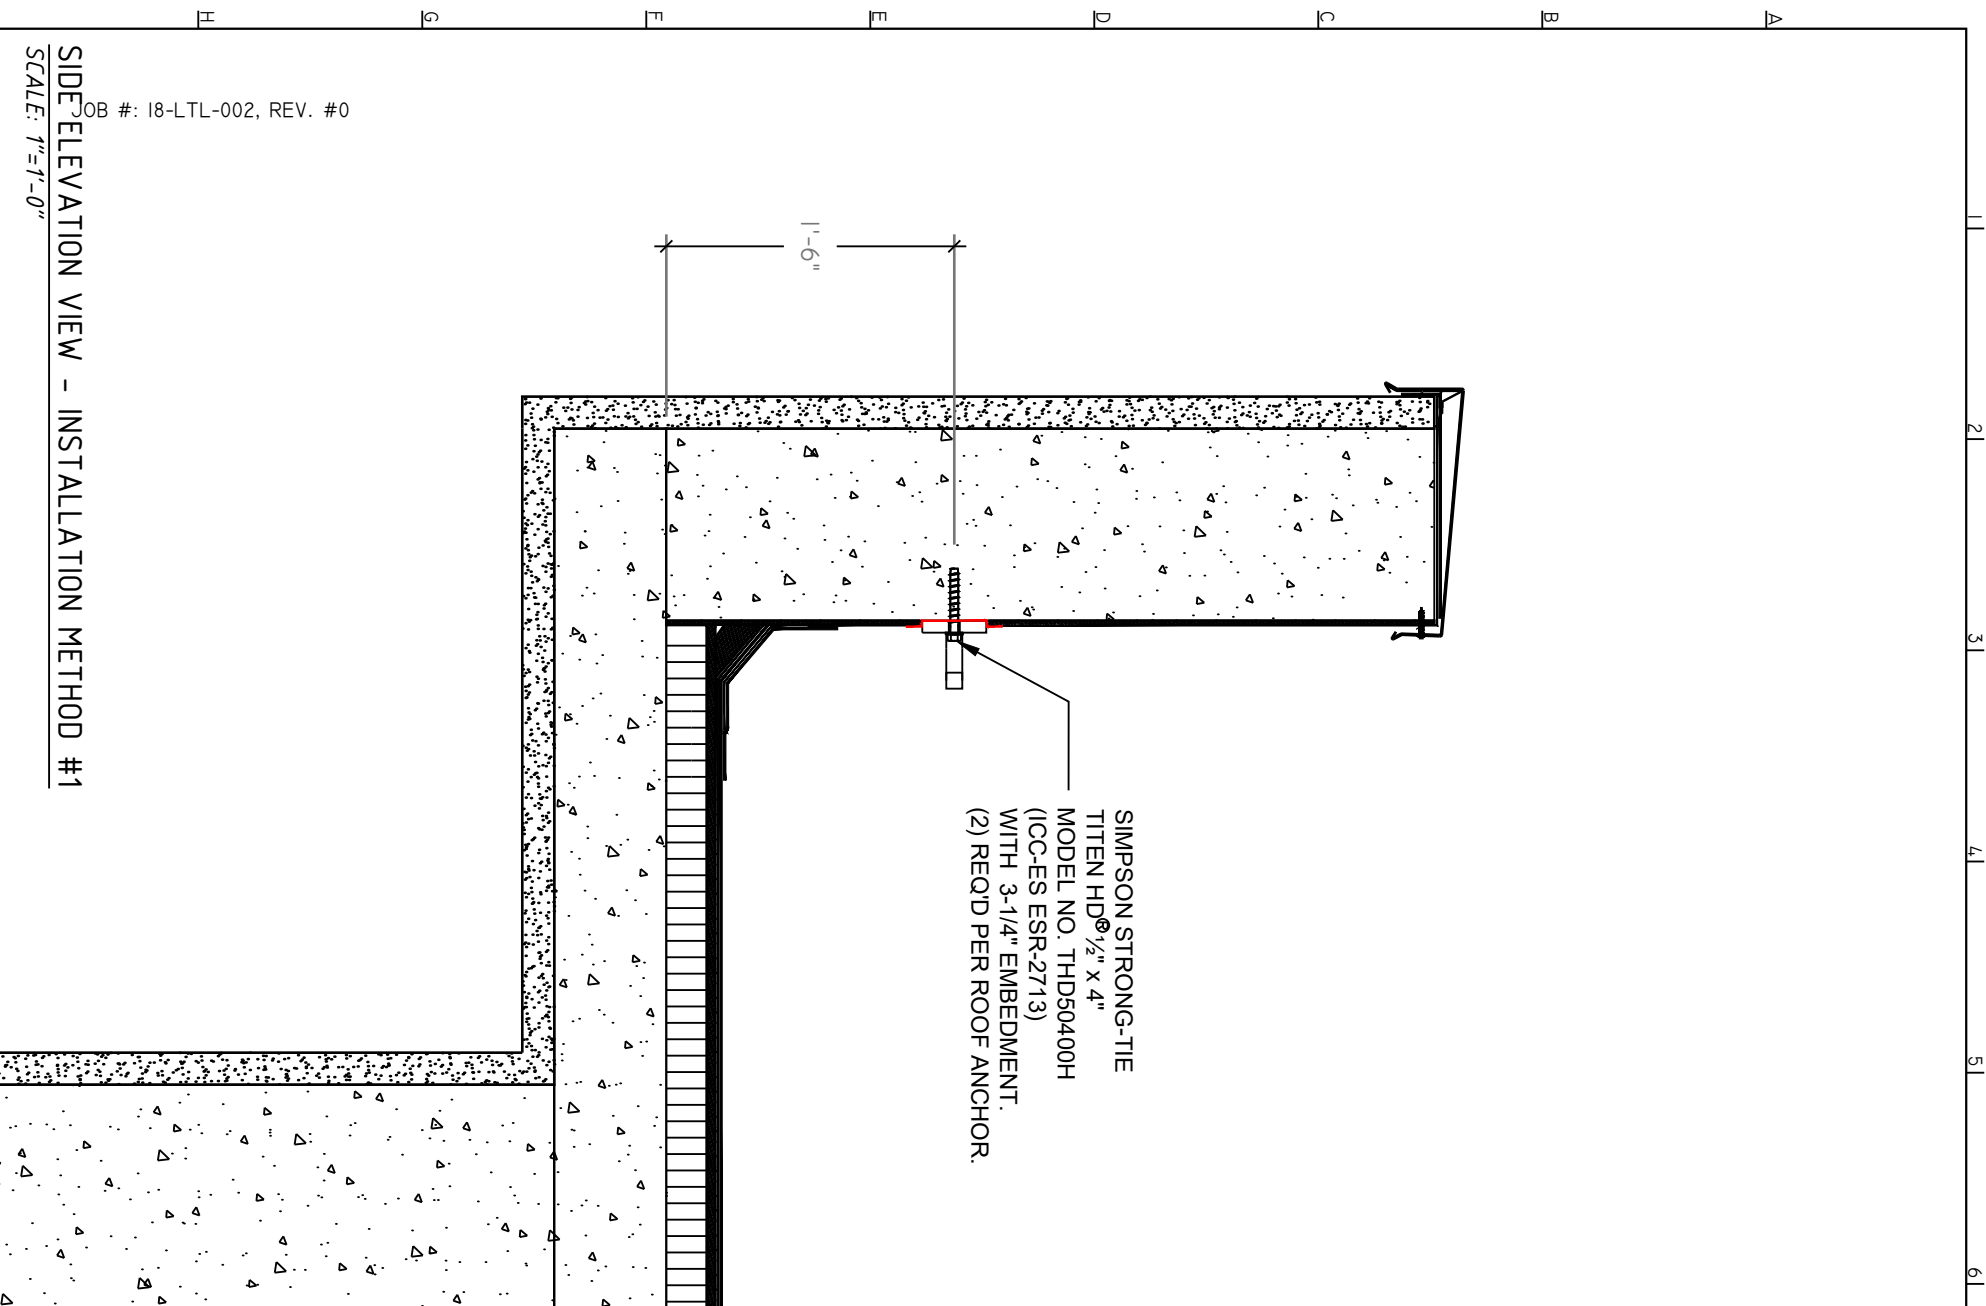 H
G
F
E
D
C
B
A
1
2
3
4
5
6
JOB #: 18-LTL-002, REV. #0
1'-6"
SIMPSON STRONG-TIE
TITEN HD® ½" x 4"
MODEL NO. THD50400H
(ICC-ES ESR-2713)
WITH 3-1/4" EMBEDMENT.
(2) REQ'D PER ROOF ANCHOR.
SIDE ELEVATION VIEW - INSTALLATION METHOD #1
SCALE: 1"=1'-0"